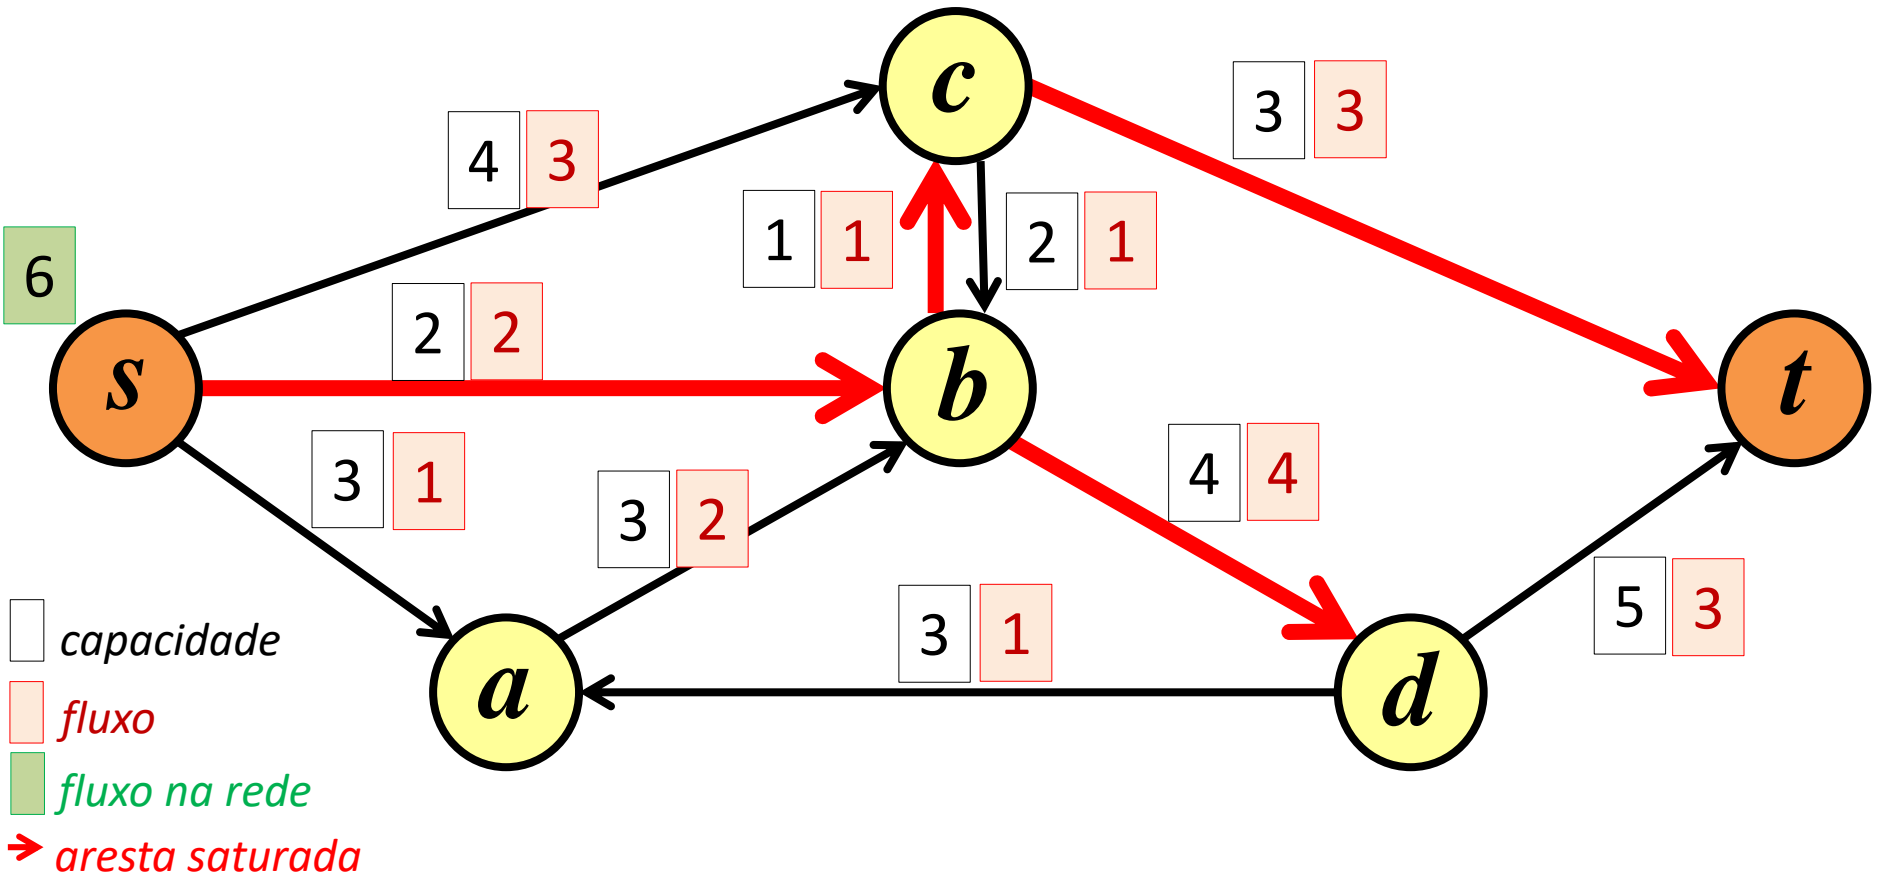 c
3 3
4 3
1 1
2 1
6
2 2
s
b
t
3 1
3 2
4 4
5 3
3 1
a
d
capacidade
fluxo
fluxo na rede
aresta saturada